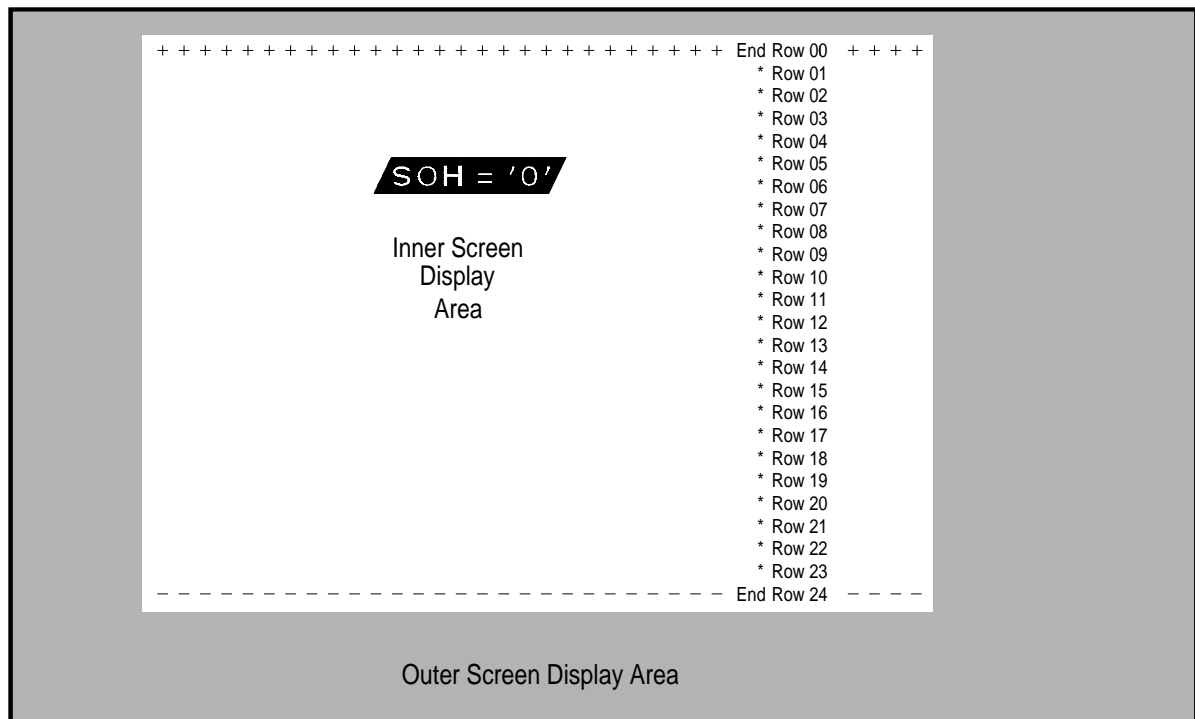 + + + + + + + + + + + + + + + + + + + + + + + + + + + End Row 00 + + + +
* Row 01
* Row 02
* Row 03
* Row 04
* Row 05
SOH = '0'
* Row 06
* Row 07
* Row 08
Inner Screen
* Row 09
Display
* Row 10
* Row 11
Area
* Row 12
* Row 13
* Row 14
* Row 15
* Row 16
* Row 17
* Row 18
* Row 19
* Row 20
* Row 21
* Row 22
* Row 23
– – – – – – – – – – – – – – – – – – – – – – – – – – – End Row 24 – – – –
Outer Screen Display Area